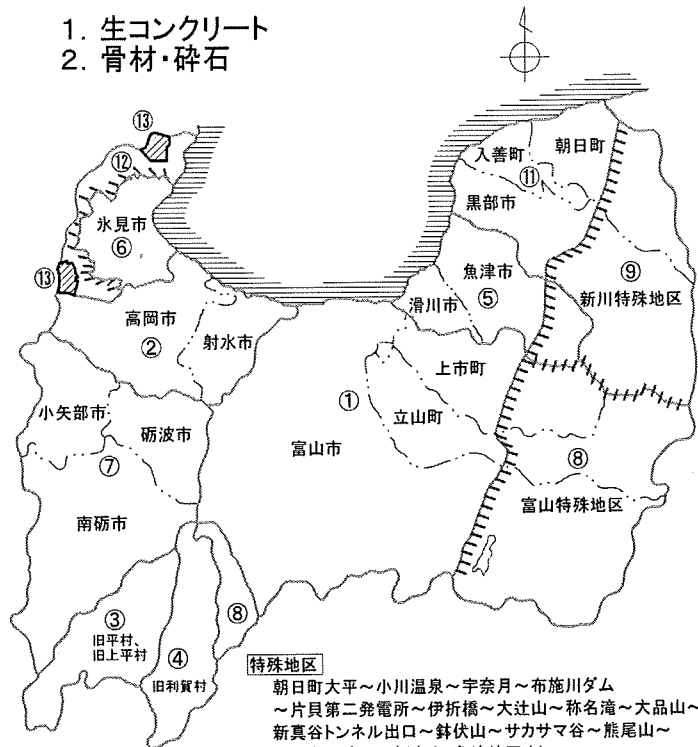 1. 生コンクリート
2. 骨材・砕石
⑬
⑫
氷見市
⑥
⑬
高岡市
②
射水市
小矢部市
砺波市
⑦
南砺市
③
旧平村、
旧上平村
④
旧利賀村
⑧
①
富山市
入善町
朝日町
⑪
黒部市
魚津市
⑤
滑川市
上市町
立山町
⑨
新川特殊地区
⑧
富山特殊地区
特殊地区
朝日町大平～小川温泉～宇奈月～布施川ダム
～片貝第二発電所～伊折橋～大辻山～称名滝～大品山～
新真谷トンネル出口～鉢伏山～サカサマ谷～熊尾山～